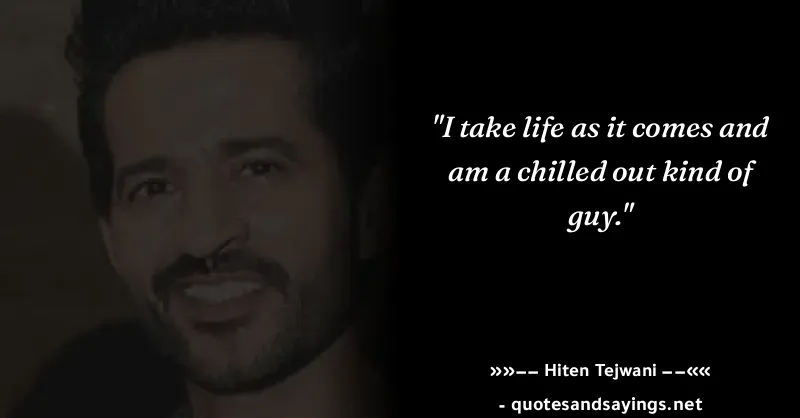 "I take life as it comes and
am a chilled out kind of
guy."
»»−− Hiten Tejwani −−««
- quotesandsayings.net